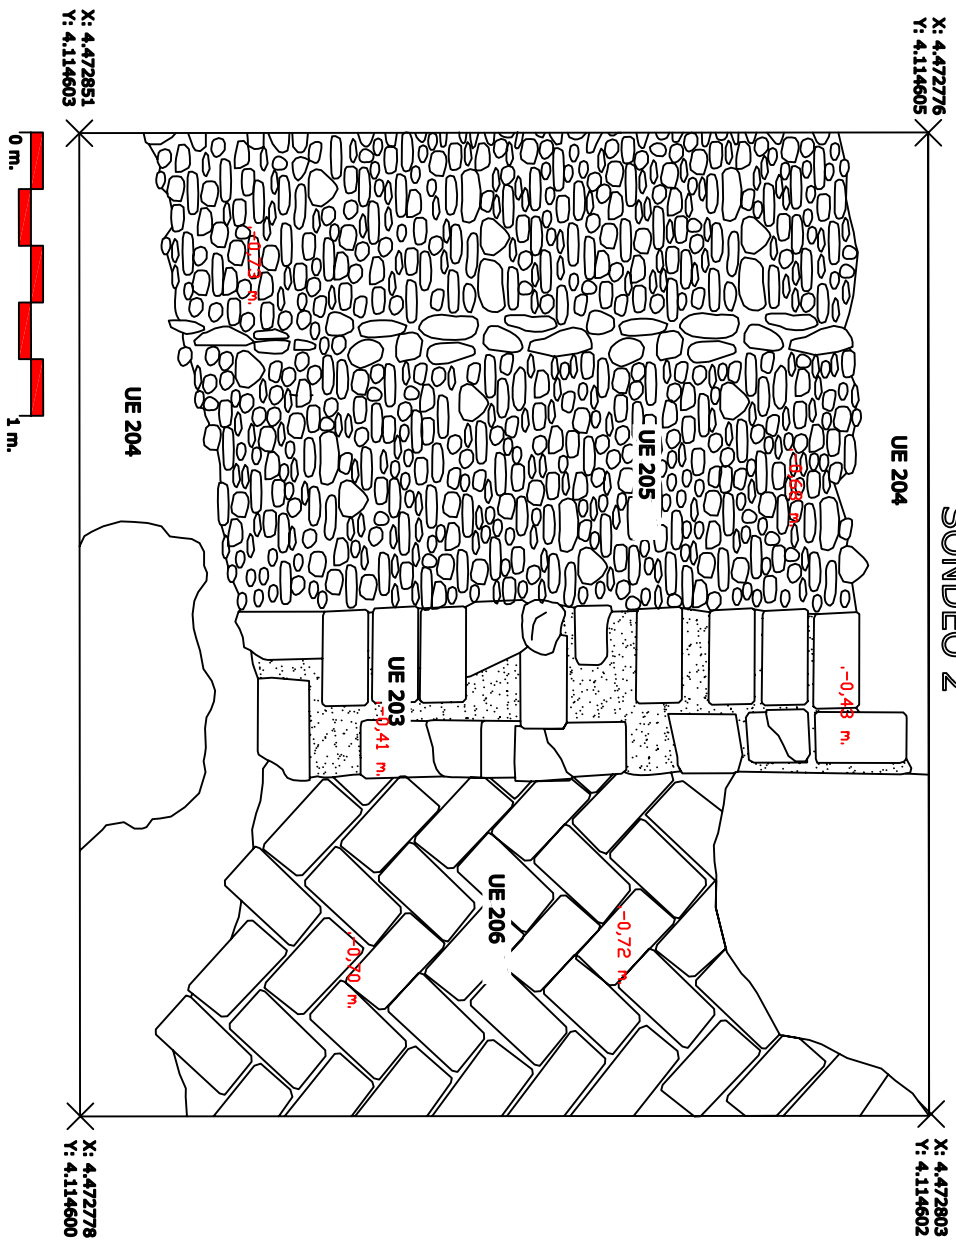 SONDEO 2
X: 4.472776
Y: 4.114605
X: 4.472803
Y: 4.114602
UE 204
-0,48 m.
-0,68 m.
UE 205
-0,72 m.
UE 206
UE 203
-0,41 m.
-0,70 m.
-0,73 m.
UE 204
X: 4.472851
Y: 4.114603
X: 4.472778
Y: 4.114600
0 m.
1 m.